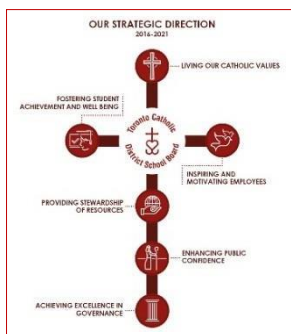 OUR STRATEGIC DIRECTION
2016-2021
LIVING OUR CATHOLIC VALUES
FOSTERING STUDENT
ACHIEVEMENT AND WELL BEING
Toronto Catholic
District School Board
INSPIRING AND
MOTIVATING EMPLOYEES
PROVIDING STEWARDSHIP
OF RESOURCES
ENHANCING PUBLIC
CONFIDENCE
ACHIEVING EXCELLENCE IN
GOVERNANCE